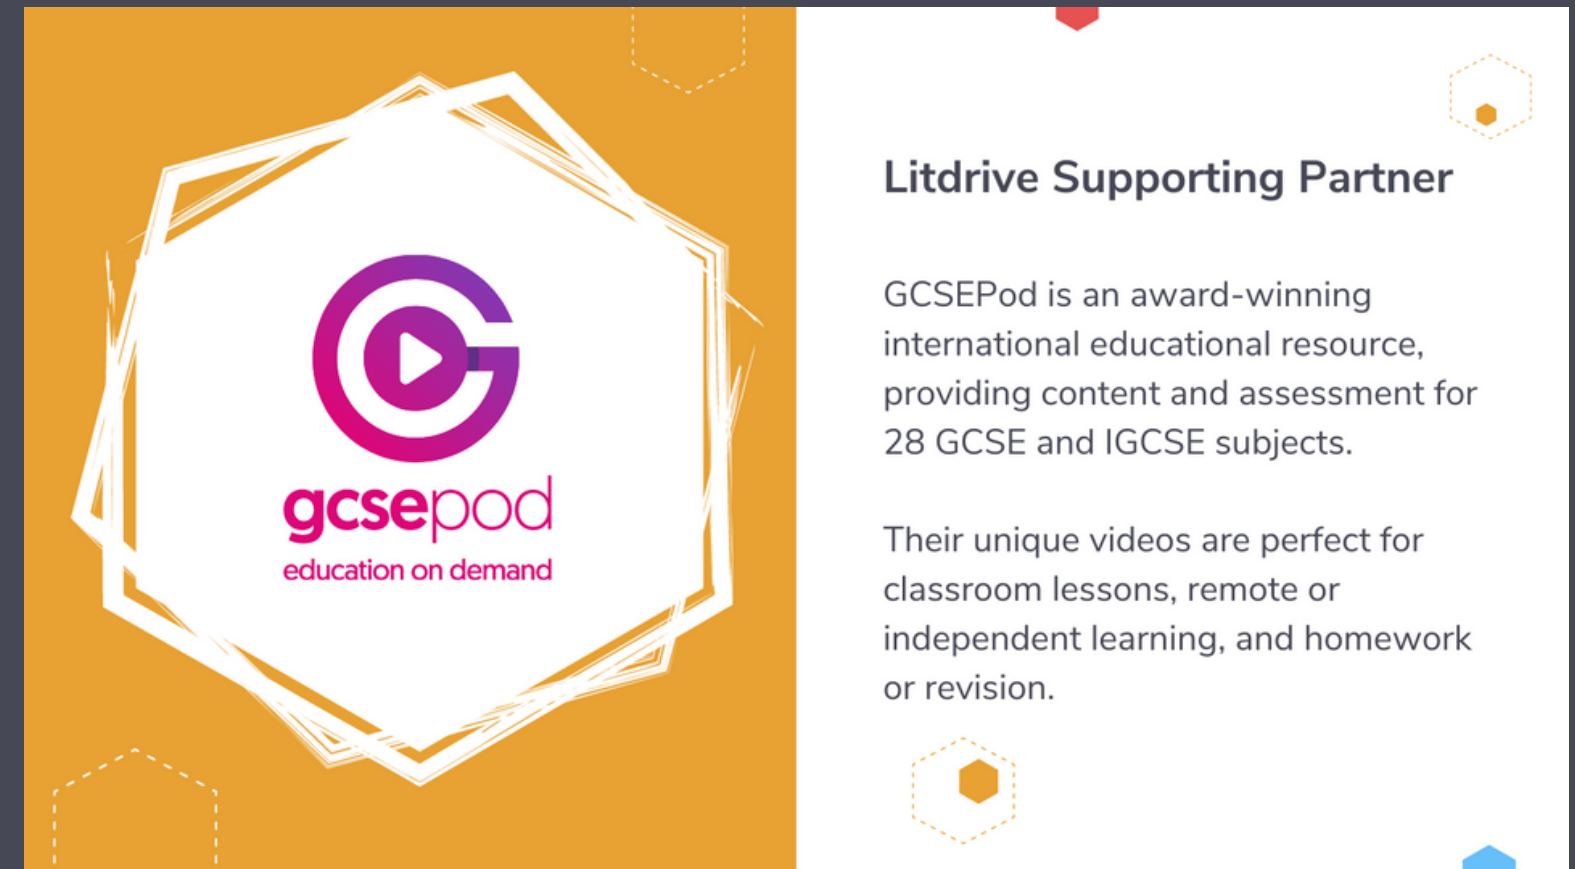 gcsepod
education on demand
Litdrive Supporting Partner
GCSEPod is an award-winning
international educational resource,
providing content and assessment for
28 GCSE and IGCSE subjects.
Their unique videos are perfect for
classroom lessons, remote or
independent learning, and homework
or revision.